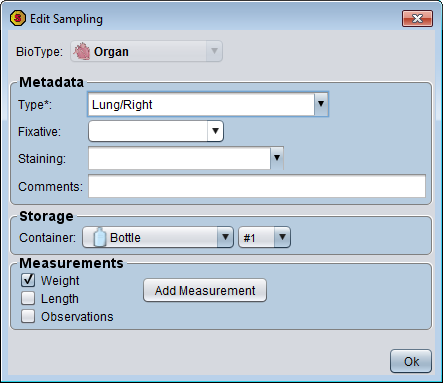 Edit Sampling
BioType: Organ
Metadata
Type*: Lung/Right
Fixative:
Staining:
Comments:
Storage
Container: Bottle #1
Measurements
Weight
Length
Add Measurement
Observations
Ok